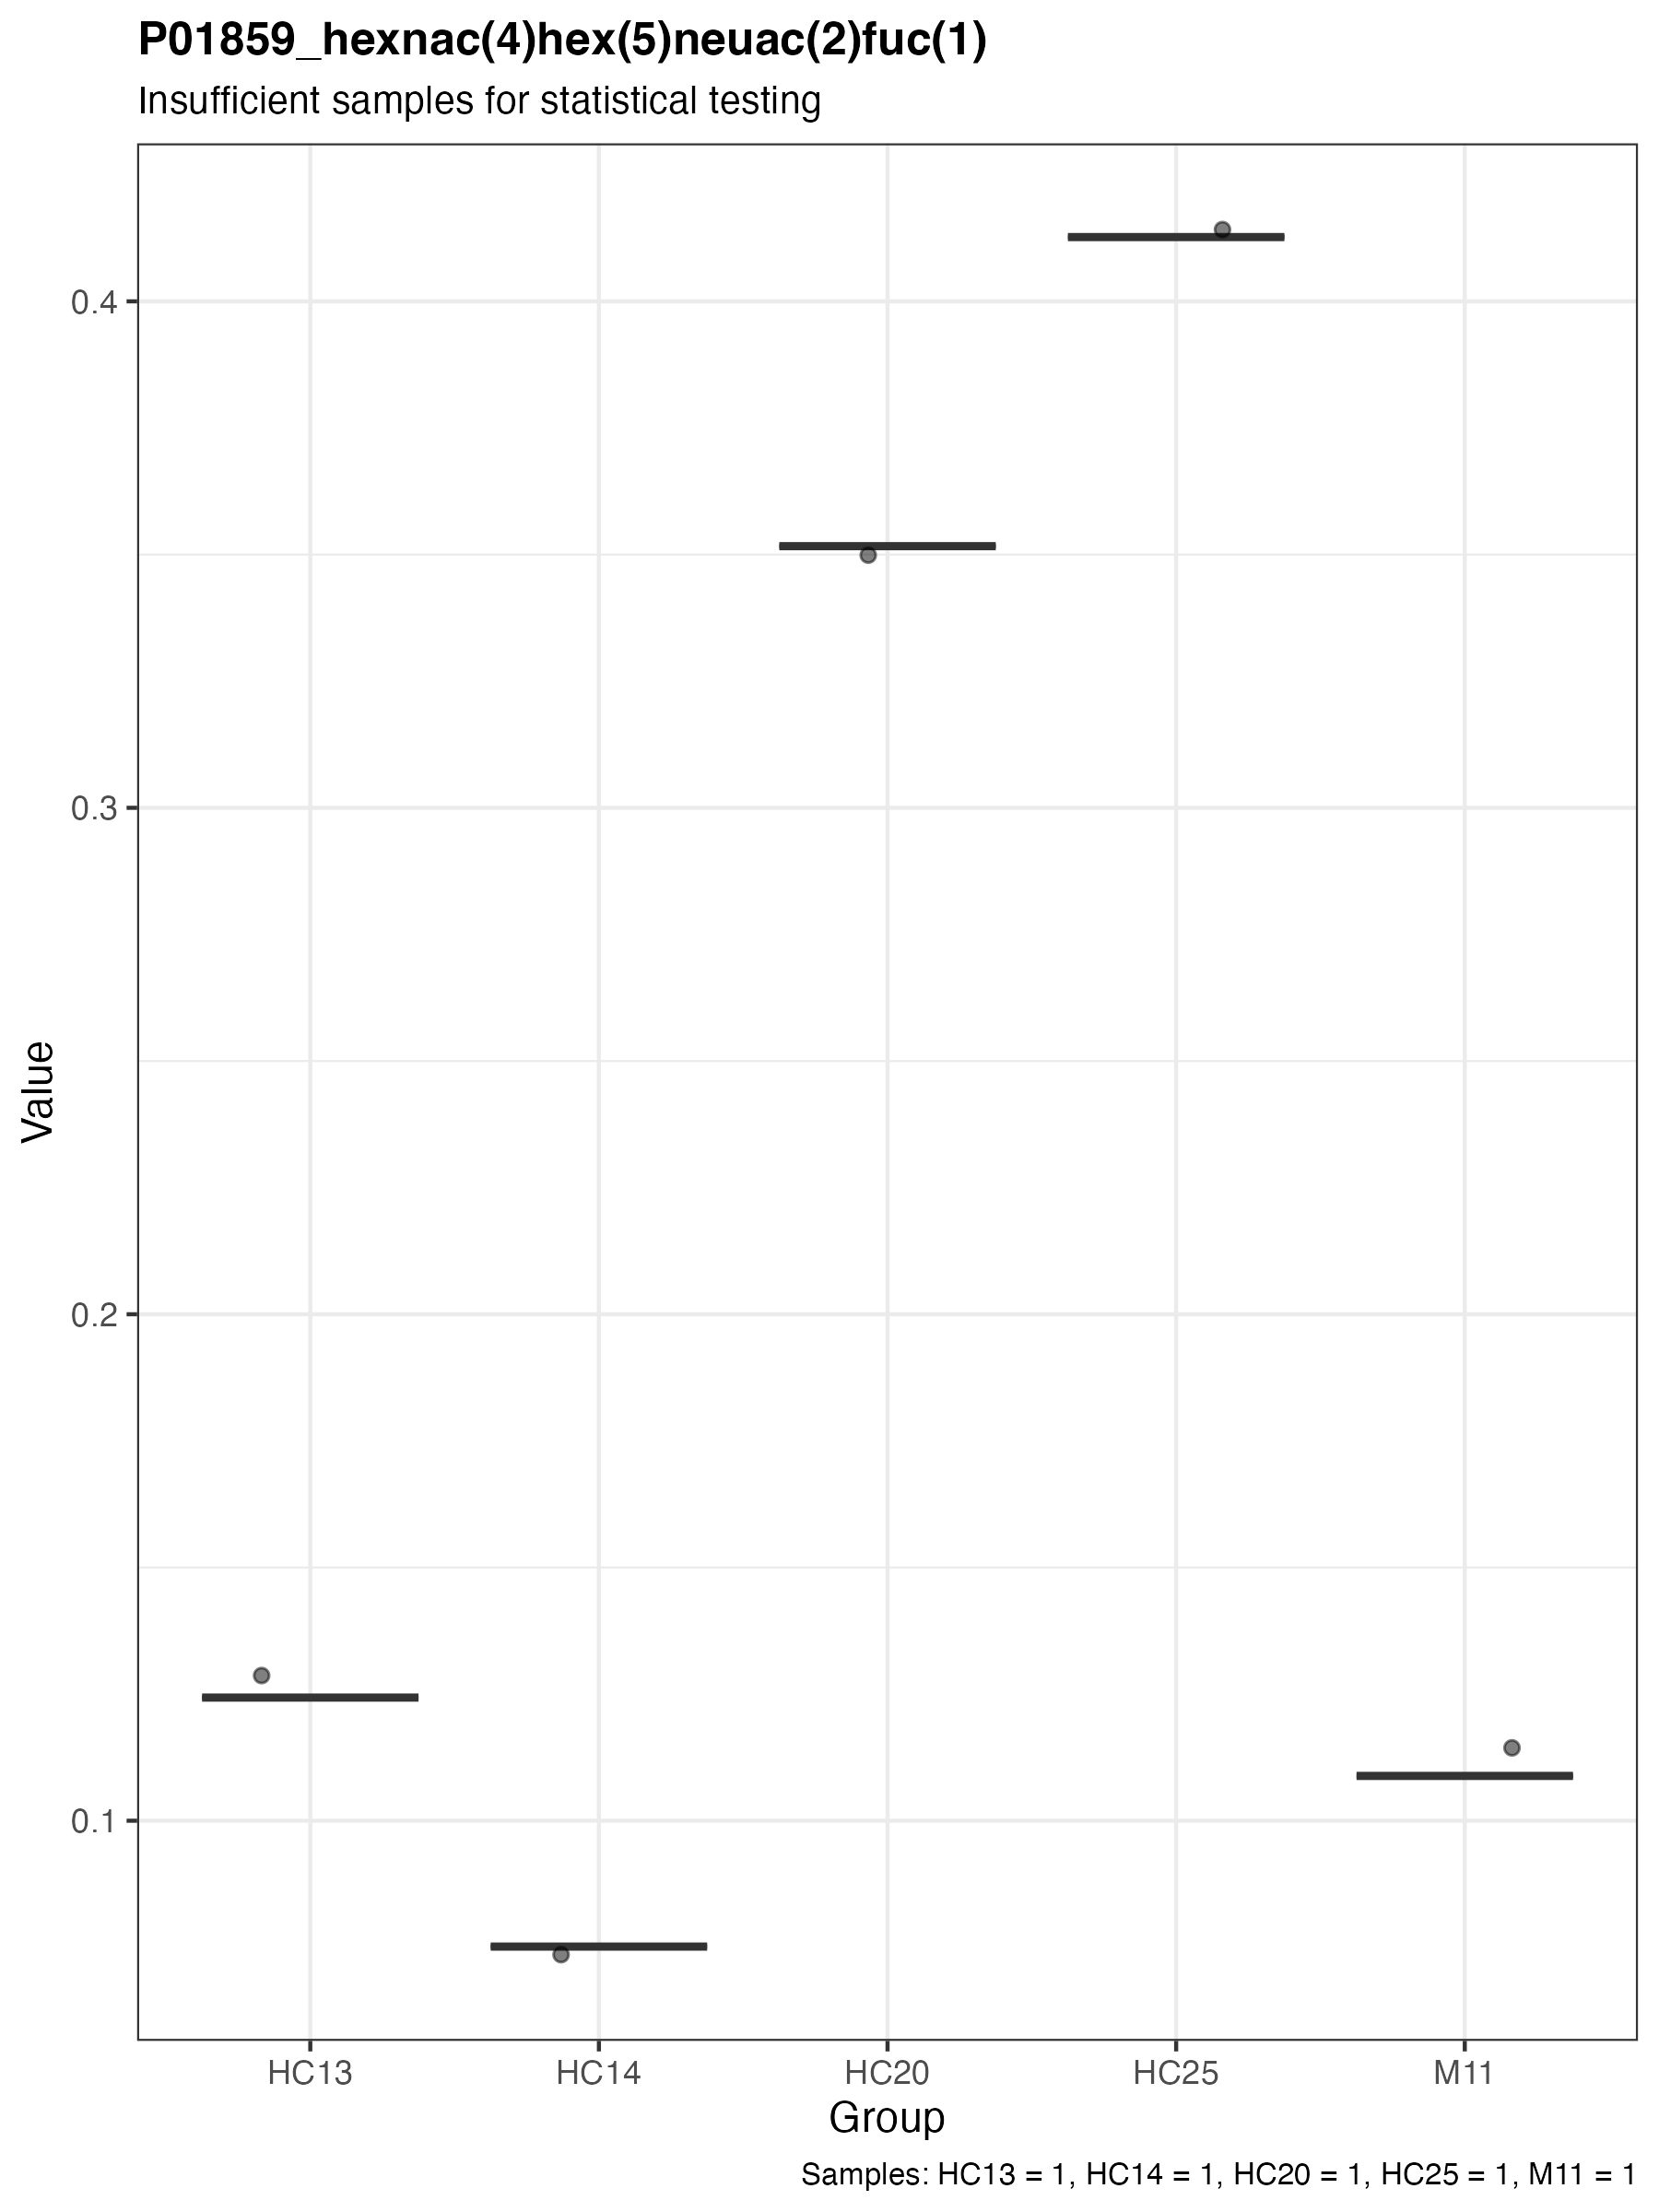 P01859_hexnac(4)hex(5)neuac(2)fuc(1)
Insufficient samples for statistical testing
Value
0.4
0.3
0.2
0.1
HC13 HC14 HC20 HC25 M11
Group
Samples: HC13 = 1, HC14 = 1, HC20 = 1, HC25 = 1, M11 = 1